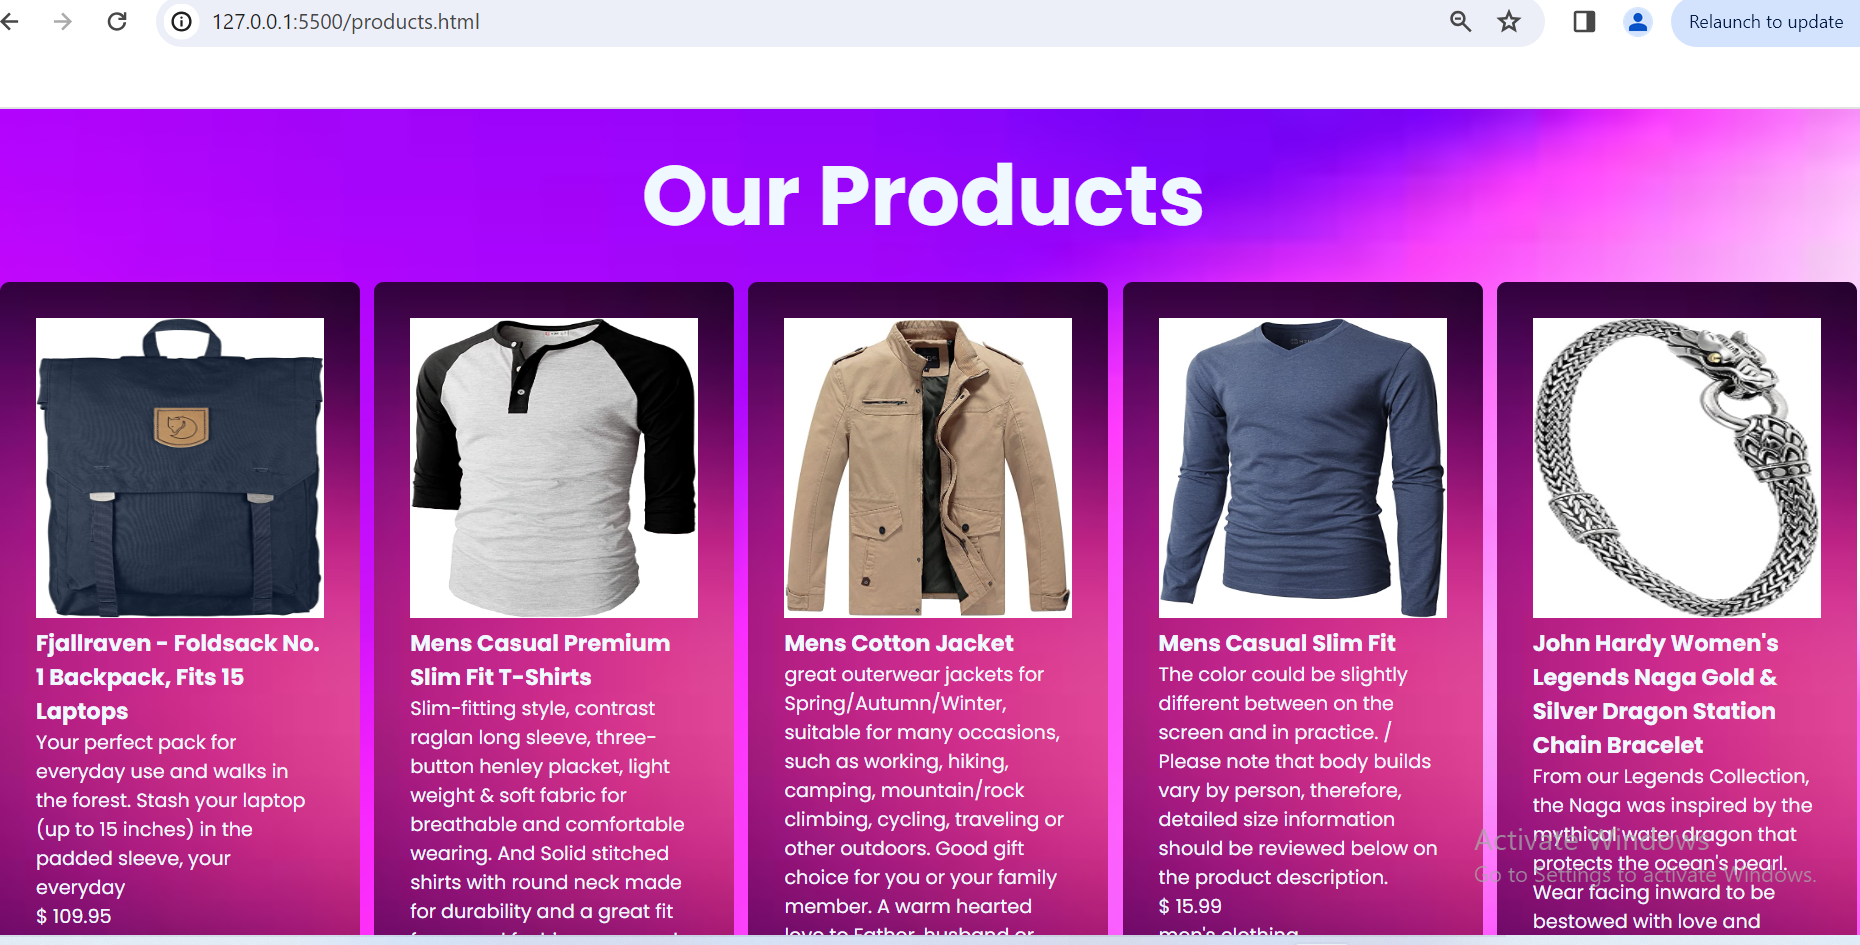 127.0.0.1:5500/products.html
Relaunch to update
Our Products
Fjallraven - Foldsack No.
1 Backpack, Fits 15
Laptops
Your perfect pack for
everyday use and walks in
the forest. Stash your laptop
(up to 15 inches) in the
padded sleeve, your
everyday
$ 109.95
Mens Casual Premium
Slim Fit T-Shirts
Slim-fitting style, contrast
raglan long sleeve, three-
button henley placket, light
weight & soft fabric for
breathable and comfortable
wearing. And Solid stitched
shirts with round neck made
for durability and a great fit
Mens Cotton Jacket
great outerwear jackets for
Spring/Autumn/Winter,
suitable for many occasions,
such as working, hiking,
camping, mountain/rock
climbing, cycling, traveling or
other outdoors. Good gift
choice for you or your family
member. A warm hearted
love to Father, husband or
Mens Casual Slim Fit
The color could be slightly
different between on the
screen and in practice. /
Please note that body builds
vary by person, therefore,
detailed size information
should be reviewed below on
the product description.
$ 15.99
men's clothing
John Hardy Women's
Legends Naga Gold &
Silver Dragon Station
Chain Bracelet
From our Legends Collection,
the Naga was inspired by the
mythical water dragon that
protects the ocean's pearl.
Wear facing inward to be
bestowed with love and
Activate Windows
Go to Settings to activate Windows.